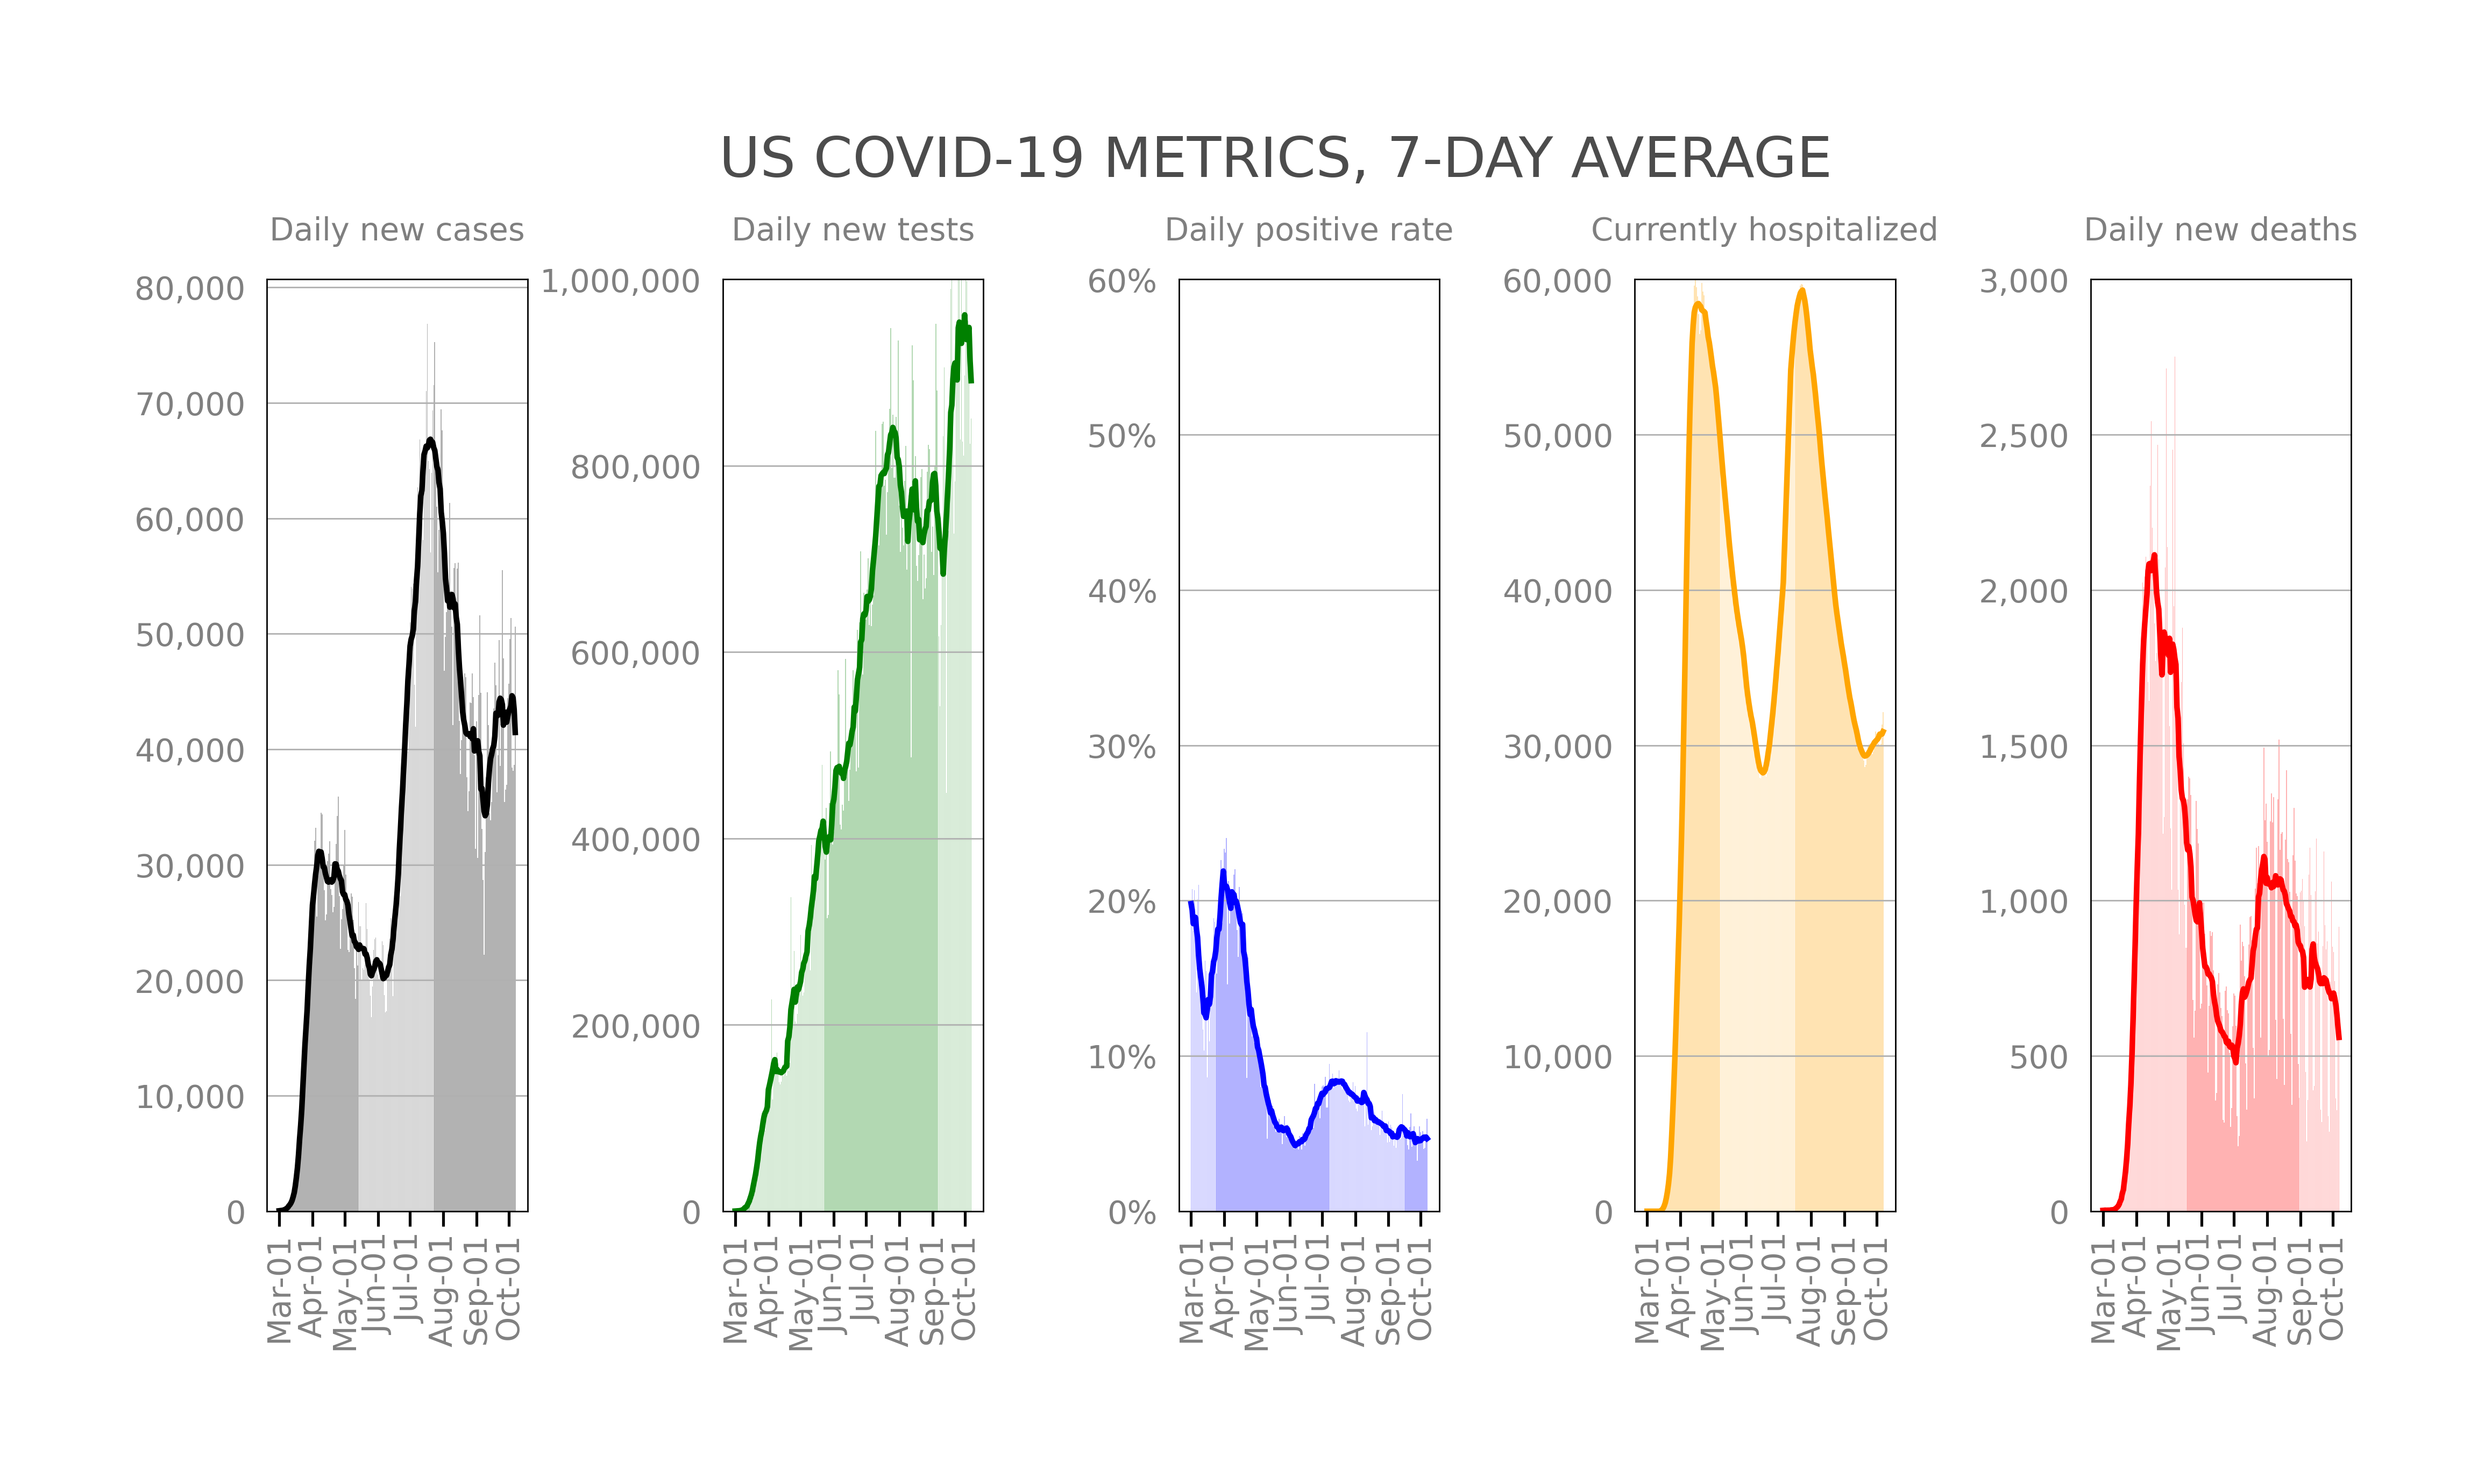 US COVID-19 METRICS, 7-DAY AVERAGE
Daily new cases
80,000
70,000
60,000
50,000
40,000
30,000
20,000
10,000
0
Mar-01
Apr-01
May-01
Jun-01
Jul-01
Aug-01
Sep-01
Oct-01
Daily new tests
1,000,000
800,000
600,000
400,000
200,000
0
Mar-01
Apr-01
May-01
Jun-01
Jul-01
Aug-01
Sep-01
Oct-01
Daily positive rate
60%
50%
40%
30%
20%
10%
0%
Mar-01
Apr-01
May-01
Jun-01
Jul-01
Aug-01
Sep-01
Oct-01
Currently hospitalized
60,000
50,000
40,000
30,000
20,000
10,000
0
Mar-01
Apr-01
May-01
Jun-01
Jul-01
Aug-01
Sep-01
Oct-01
Daily new deaths
3,000
2,500
2,000
1,500
1,000
500
0
Mar-01
Apr-01
May-01
Jun-01
Jul-01
Aug-01
Sep-01
Oct-01